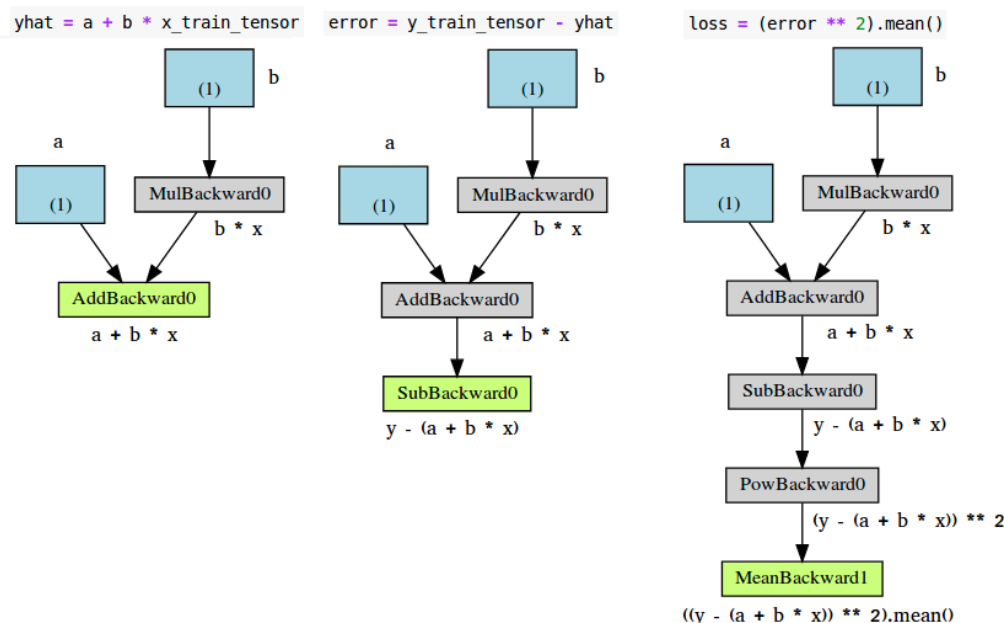 yhat = a + b * x_train_tensor
b
(1)
a
(1)
MulBackward0
b * x
AddBackward0
a + b * x
error = y_train_tensor - yhat
b
(1)
a
(1)
MulBackward0
b * x
AddBackward0
a + b * x
SubBackward0
y - (a + b * x)
loss = (error ** 2).mean()
b
(1)
a
(1)
MulBackward0
b * x
AddBackward0
a + b * x
SubBackward0
y - (a + b * x)
PowBackward0
(y - (a + b * x)) ** 2
MeanBackward1
((y - (a + b * x)) ** 2).mean()